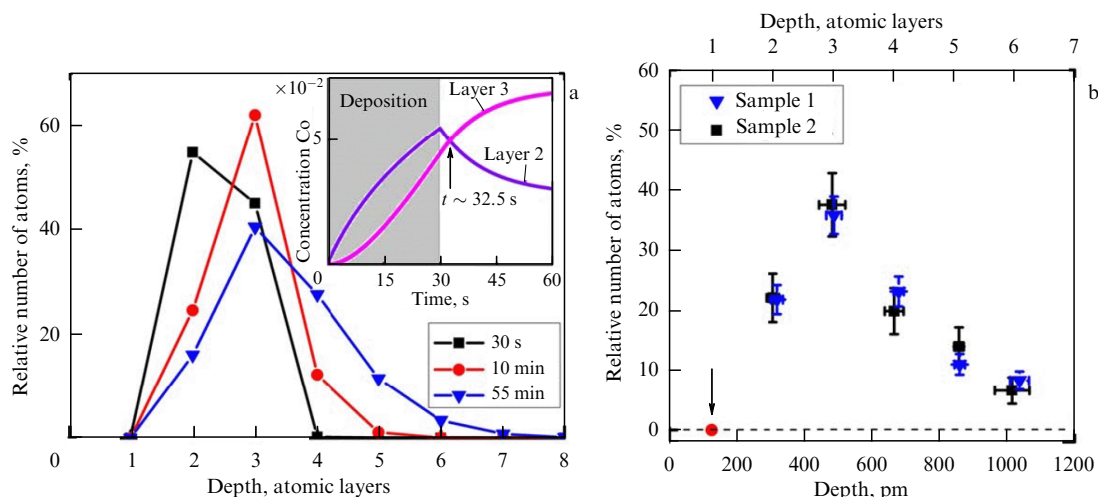 a
Relative number of atoms, %
60
40
20
0
0
1 2 3 4 5 6 7 8
Depth, atomic layers
×10⁻²
Concentration Co
5
0
Deposition
Layer 3
Layer 2
t ~ 32.5 s
15 30 45 60
Time, s
30 s
10 min
55 min
b
Depth, atomic layers
1 2 3 4 5 6 7
Sample 1
Sample 2
Relative number of atoms, %
60
50
40
30
20
10
0
0 200 400 600 800 1000 1200
Depth, pm